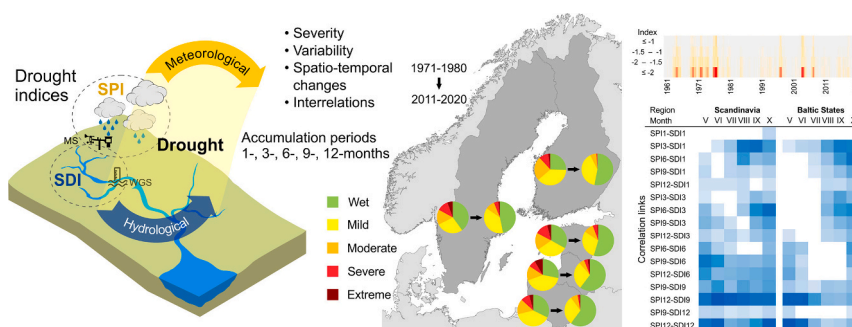 Drought
indices
SPI
Meteorological
MS
Drought
SDI
WGS
Hydrological
• Severity
• Variability
• Spatio-temporal
changes
• Interrelations
Accumulation periods
1-, 3-, 6-, 9-, 12-months
1971-1980
2011-2020
Wet
Mild
Moderate
Severe
Extreme
Index
≤ -1
-1.5 – -1
-2 – -1.5
≤-2
1961
1971
1981
1991
2001
2011
Region Scandinavia Baltic States
Month V VI VII VIII IX X V VI VII VIII IX
Correlation links
SPI1-SDI1
SPI3-SDI1
SPI6-SDI1
SPI9-SDI1
SPI12-SDI1
SPI3-SDI3
SPI6-SDI3
SPI9-SDI3
SPI12-SDI3
SPI6-SDI6
SPI9-SDI6
SPI12-SDI6
SPI9-SDI9
SPI12-SDI9
SPI9-SDI12
SPI12-SDI12